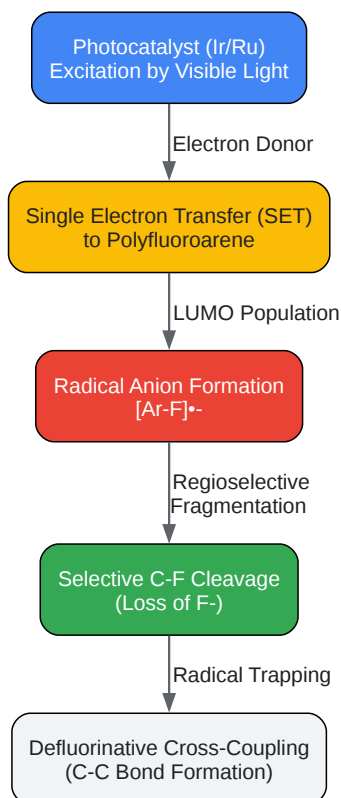 Photocatalyst (Ir/Ru)
Excitation by Visible Light
Electron Donor
Single Electron Transfer (SET)
to Polyfluoroarene
LUMO Population
Radical Anion Formation
[Ar-F]•-
Regioselective
Fragmentation
Selective C-F Cleavage
(Loss of F-)
Radical Trapping
Defluorinative Cross-Coupling
(C-C Bond Formation)